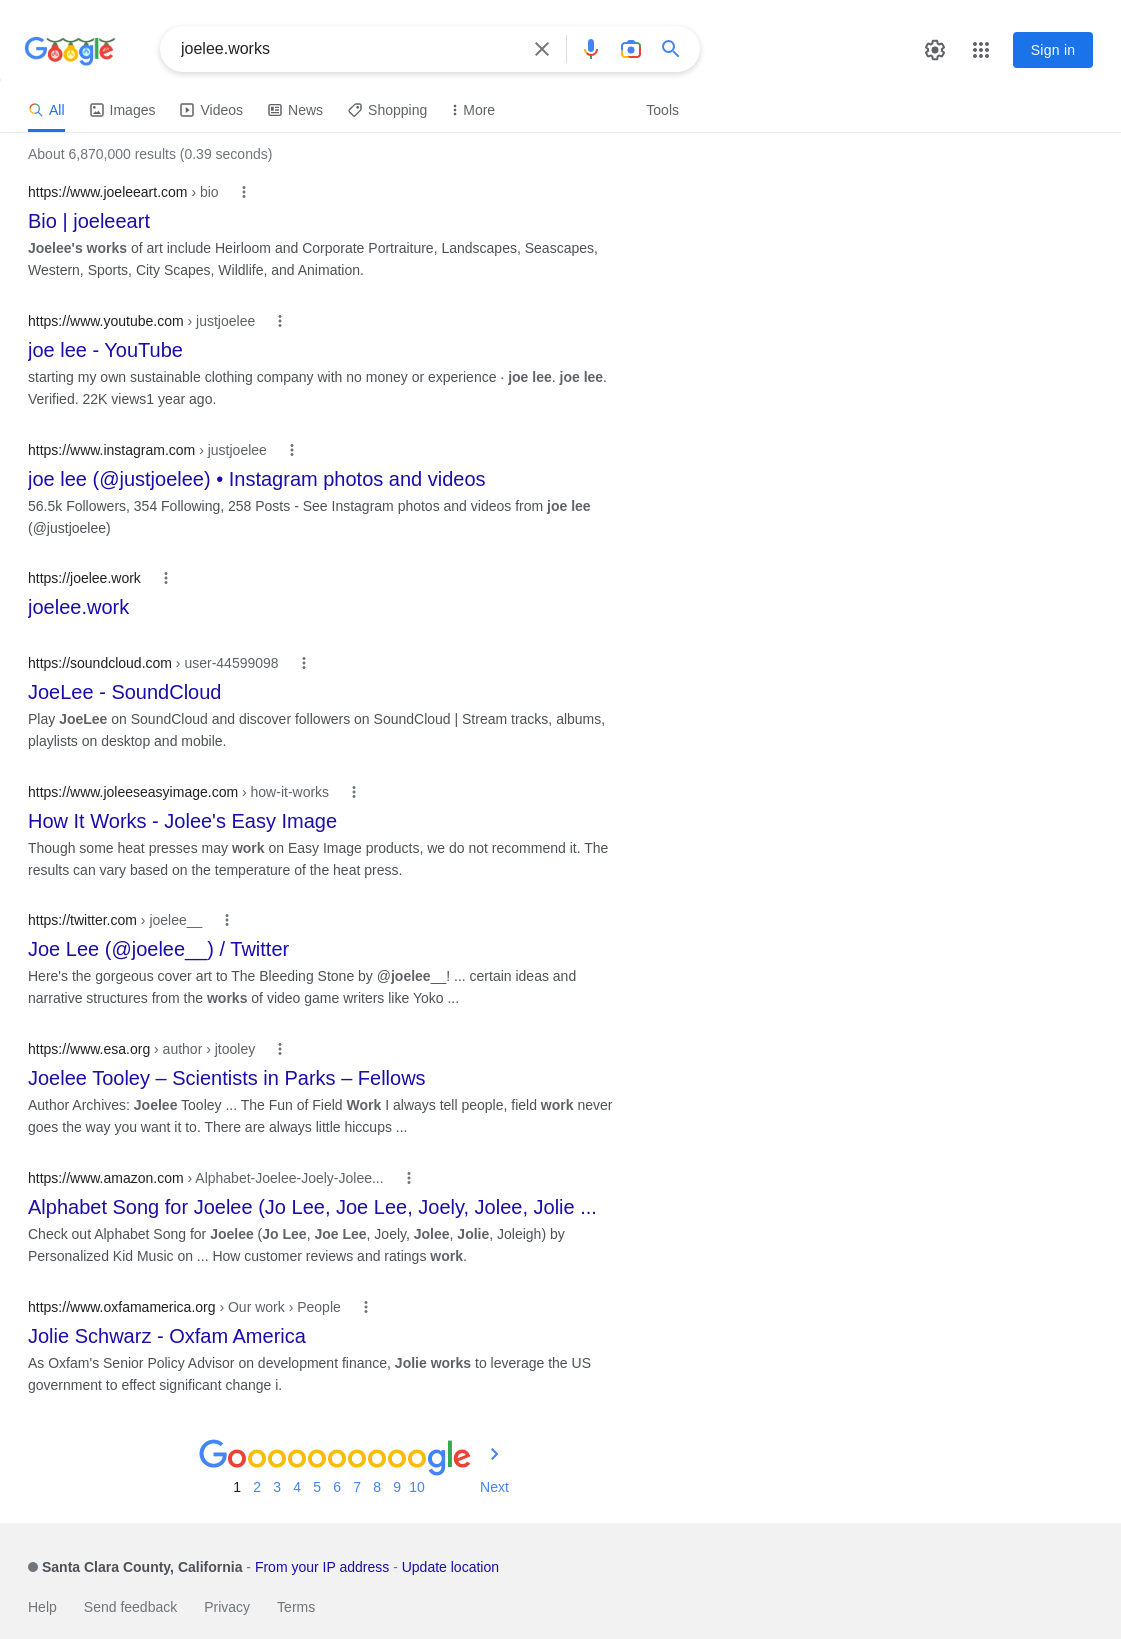 Google
joelee.works
Sign in
All Images Videos News Shopping More Tools
About 6,870,000 results (0.39 seconds)
https://www.joeleeart.com › bio
Bio | joeleeart
Joelee's works of art include Heirloom and Corporate Portraiture, Landscapes, Seascapes,
Western, Sports, City Scapes, Wildlife, and Animation.
https://www.youtube.com › justjoelee
joe lee - YouTube
starting my own sustainable clothing company with no money or experience · joe lee. joe lee.
Verified. 22K views1 year ago.
https://www.instagram.com › justjoelee
joe lee (@justjoelee) • Instagram photos and videos
56.5k Followers, 354 Following, 258 Posts - See Instagram photos and videos from joe lee
(@justjoelee)
https://joelee.work
joelee.work
https://soundcloud.com › user-44599098
JoeLee - SoundCloud
Play JoeLee on SoundCloud and discover followers on SoundCloud | Stream tracks, albums,
playlists on desktop and mobile.
https://www.joleeseasyimage.com › how-it-works
How It Works - Jolee's Easy Image
Though some heat presses may work on Easy Image products, we do not recommend it. The
results can vary based on the temperature of the heat press.
https://twitter.com › joelee__
Joe Lee (@joelee__) / Twitter
Here's the gorgeous cover art to The Bleeding Stone by @joelee__! ... certain ideas and
narrative structures from the works of video game writers like Yoko ...
https://www.esa.org › author › jtooley
Joelee Tooley – Scientists in Parks – Fellows
Author Archives: Joelee Tooley ... The Fun of Field Work I always tell people, field work never
goes the way you want it to. There are always little hiccups ...
https://www.amazon.com › Alphabet-Joelee-Joely-Jolee...
Alphabet Song for Joelee (Jo Lee, Joe Lee, Joely, Jolee, Jolie ...
Check out Alphabet Song for Joelee (Jo Lee, Joe Lee, Joely, Jolee, Jolie, Joleigh) by
Personalized Kid Music on ... How customer reviews and ratings work.
https://www.oxfamamerica.org › Our work › People
Jolie Schwarz - Oxfam America
As Oxfam's Senior Policy Advisor on development finance, Jolie works to leverage the US
government to effect significant change i.
Goooooooooogle
1 2 3 4 5 6 7 8 9 10 Next
Santa Clara County, California - From your IP address - Update location
Help Send feedback Privacy Terms